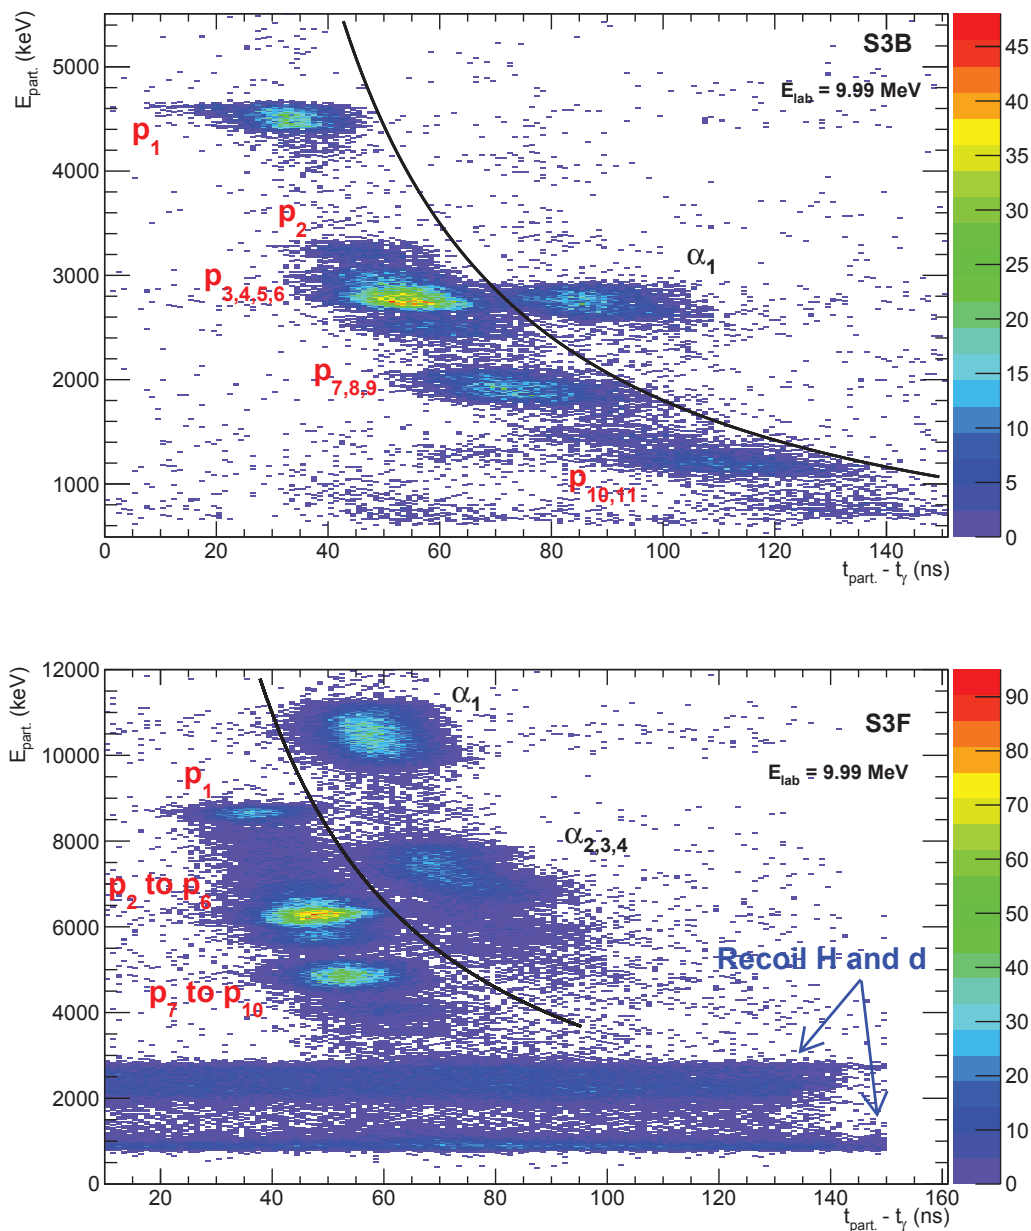 E_part. (keV)
S3B
E_lab = 9.99 MeV
p_1
p_2
p_3,4,5,6
α_1
p_7,8,9
p_10,11
5000
4000
3000
2000
1000
0 20 40 60 80 100 120 140
t_part. - t_γ (ns)
45
40
35
30
25
20
15
10
5
0
E_part. (keV)
S3F
E_lab = 9.99 MeV
α_1
p_1
α_2,3,4
p_2 to p_6
Recoil H and d
p_7 to p_10
12000
10000
8000
6000
4000
2000
0
20 40 60 80 100 120 140 160
t_part. - t_γ (ns)
90
80
70
60
50
40
30
20
10
0